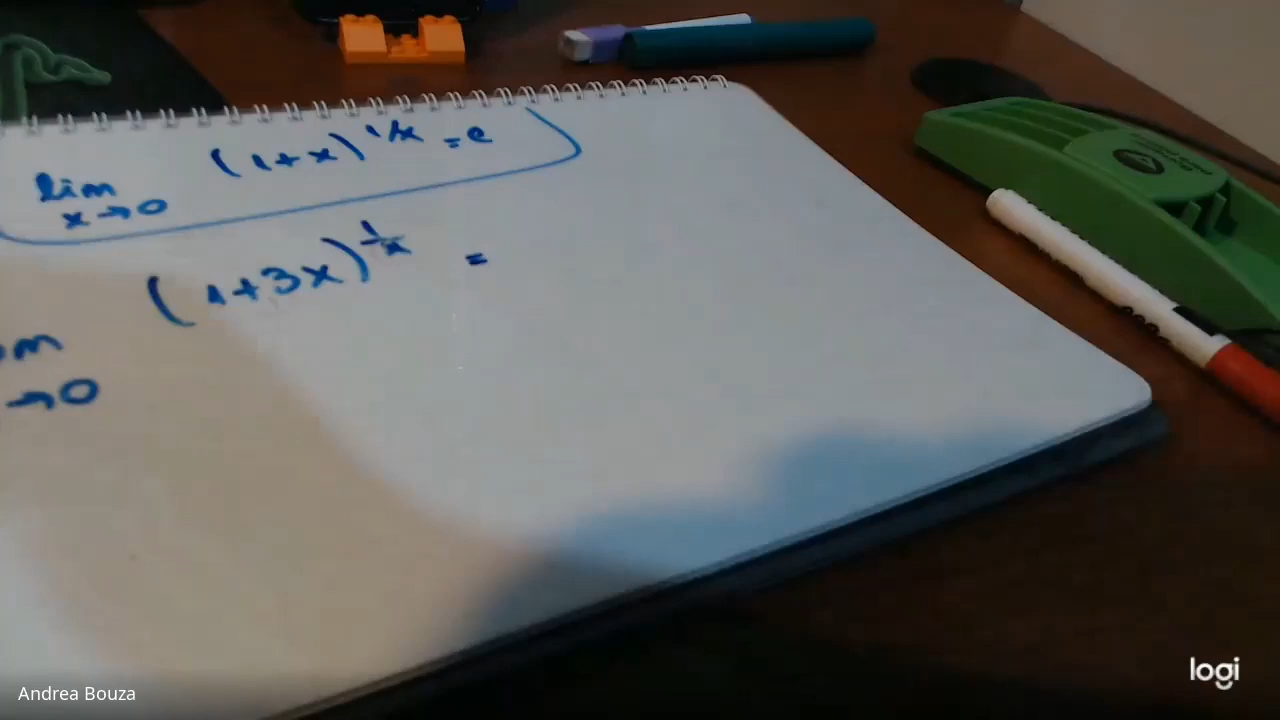 lim (1+x)^1/x = e
x→0
(1+3x)^1/x =
m
→0
logi
Andrea Bouza